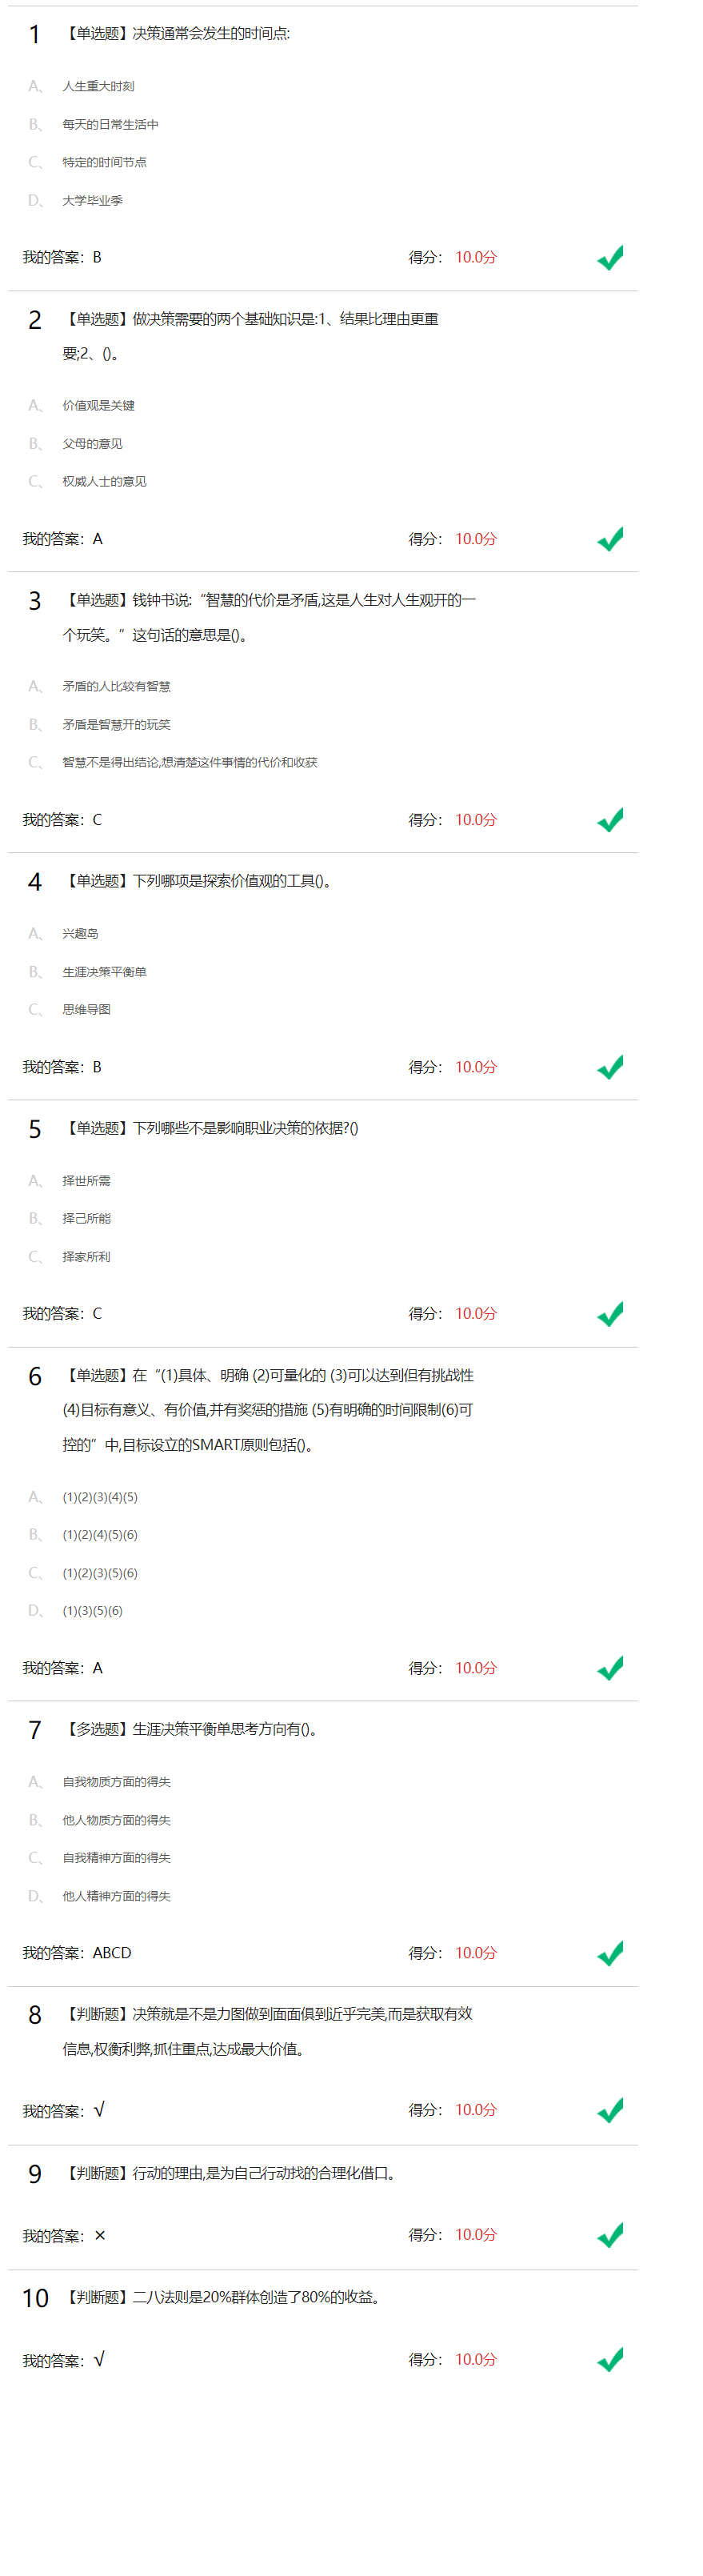 1 【单选题】决策通常会发生的时间点:
A、 人生重大时刻
B、 每天的日常生活中
C、 特定的时间节点
D、 大学毕业季
我的答案：B 得分： 10.0分
2 【单选题】做决策需要的两个基础知识是:1、结果比理由更重
要;2、()。
A、 价值观是关键
B、 父母的意见
C、 权威人士的意见
我的答案：A 得分： 10.0分
3 【单选题】钱钟书说:“智慧的代价是矛盾,这是人生对人生观开的一
个玩笑。”这句话的意思是()。
A、 矛盾的人比较有智慧
B、 矛盾是智慧开的玩笑
C、 智慧不是得出结论,想清楚这件事情的代价和收获
我的答案：C 得分： 10.0分
4 【单选题】下列哪项是探索价值观的工具()。
A、 兴趣岛
B、 生涯决策平衡单
C、 思维导图
我的答案：B 得分： 10.0分
5 【单选题】下列哪些不是影响职业决策的依据?()
A、 择世所需
B、 择己所能
C、 择家所利
我的答案：C 得分： 10.0分
6 【单选题】在“(1)具体、明确 (2)可量化的 (3)可以达到但有挑战性
(4)目标有意义、有价值,并有奖惩的措施 (5)有明确的时间限制(6)可
控的”中,目标设立的SMART原则包括()。
A、 (1)(2)(3)(4)(5)
B、 (1)(2)(4)(5)(6)
C、 (1)(2)(3)(5)(6)
D、 (1)(3)(5)(6)
我的答案：A 得分： 10.0分
7 【多选题】生涯决策平衡单思考方向有()。
A、 自我物质方面的得失
B、 他人物质方面的得失
C、 自我精神方面的得失
D、 他人精神方面的得失
我的答案：ABCD 得分： 10.0分
8 【判断题】决策就是不是力图做到面面俱到近乎完美,而是获取有效
信息,权衡利弊,抓住重点,达成最大价值。
我的答案：√ 得分： 10.0分
9 【判断题】行动的理由,是为自己行动找的合理化借口。
我的答案：× 得分： 10.0分
10 【判断题】二八法则是20%群体创造了80%的收益。
我的答案：√ 得分： 10.0分